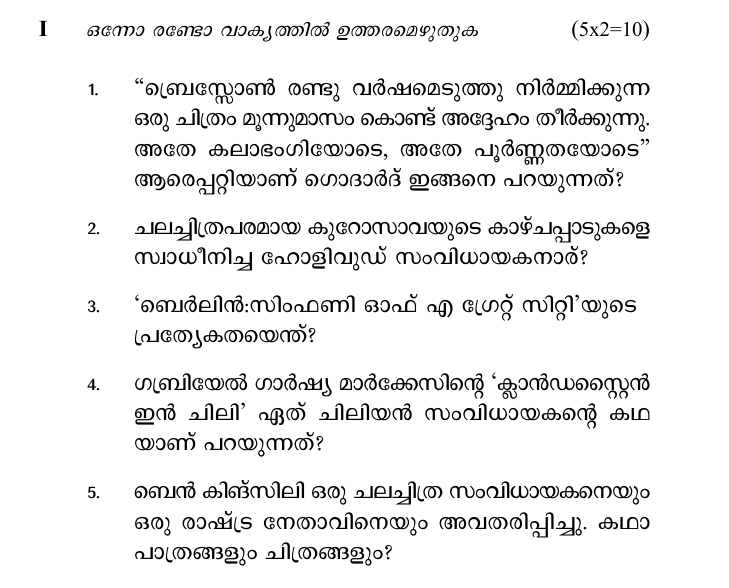 I ഒന്നോ രണ്ടോ വാക്യത്തിൽ ഉത്തരമെഴുതുക (5x2=10)
1. “ബ്രെസ്സോൺ രണ്ടു വർഷമെടുത്തു നിർമ്മിക്കുന്ന
ഒരു ചിത്രം മൂന്നുമാസം കൊണ്ട് അദ്ദേഹം തീർക്കുന്നു.
അതേ കലാഭംഗിയോടെ, അതേ പൂർണ്ണതയോടെ”
ആരെപ്പറ്റിയാണ് ഗൊദാർദ് ഇങ്ങനെ പറയുന്നത്?
2. ചലച്ചിത്രപരമായ കുറോസാവയുടെ കാഴ്ചപ്പാടുകളെ
സ്വാധീനിച്ച ഹോളിവുഡ് സംവിധായകനാര്?
3. ‘ബെർലിൻ:സിംഫണി ഓഫ് എ ഗ്രേറ്റ് സിറ്റി’യുടെ
പ്രത്യേകതയെന്ത്?
4. ഗബ്രിയേൽ ഗാർഷ്യ മാർക്കേസിന്റെ ‘ക്ലാൻഡസ്റ്റൈൻ
ഇൻ ചിലി’ ഏത് ചിലിയൻ സംവിധായകന്റെ കഥ
യാണ് പറയുന്നത്?
5. ബെൻ കിങ്സിലി ഒരു ചലച്ചിത്ര സംവിധായകനെയും
ഒരു രാഷ്ട്ര നേതാവിനെയും അവതരിപ്പിച്ചു. കഥാ
പാത്രങ്ങളും ചിത്രങ്ങളും?